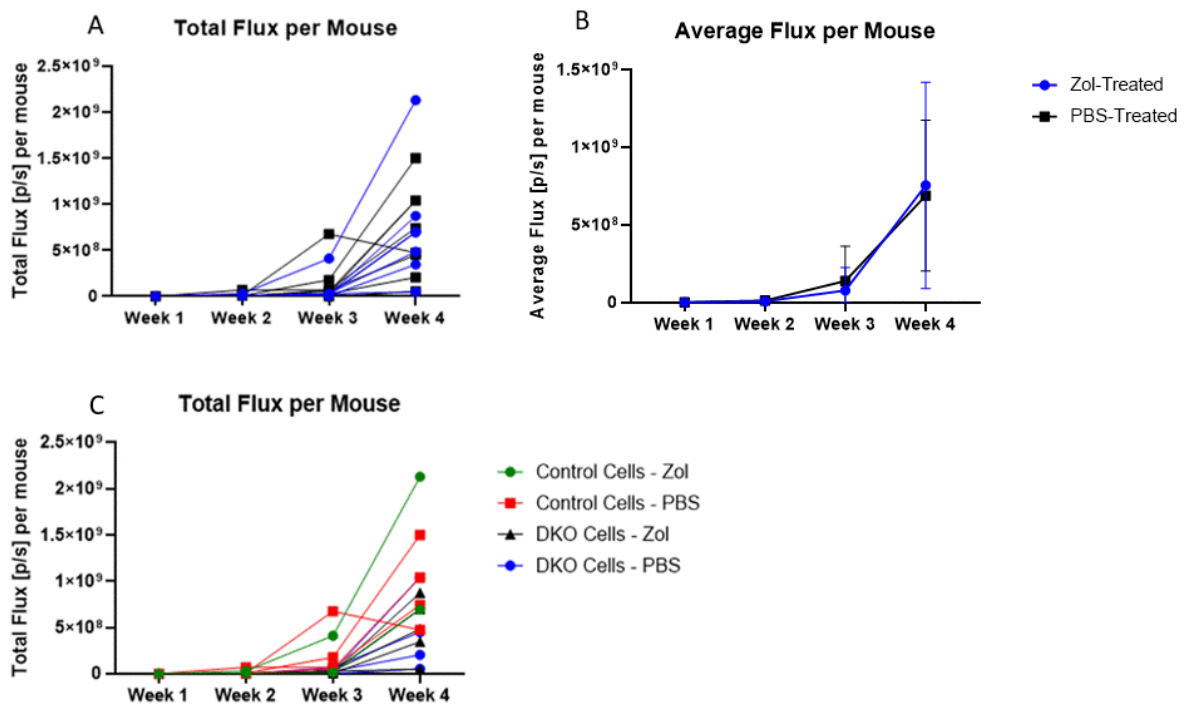 A
Total Flux per Mouse
Total Flux [p/s] per mouse
2.5×10⁹
2×10⁹
1.5×10⁹
1×10⁹
5×10⁸
0
Week 1 Week 2 Week 3 Week 4
B
Average Flux per Mouse
Average Flux [p/s] per mouse
1.5×10⁹
1×10⁹
5×10⁸
0
Week 1 Week 2 Week 3 Week 4
Zol-Treated
PBS-Treated
C
Total Flux per Mouse
Total Flux [p/s] per mouse
2.5×10⁹
2×10⁹
1.5×10⁹
1×10⁹
5×10⁸
0
Week 1 Week 2 Week 3 Week 4
Control Cells - Zol
Control Cells - PBS
DKO Cells - Zol
DKO Cells - PBS